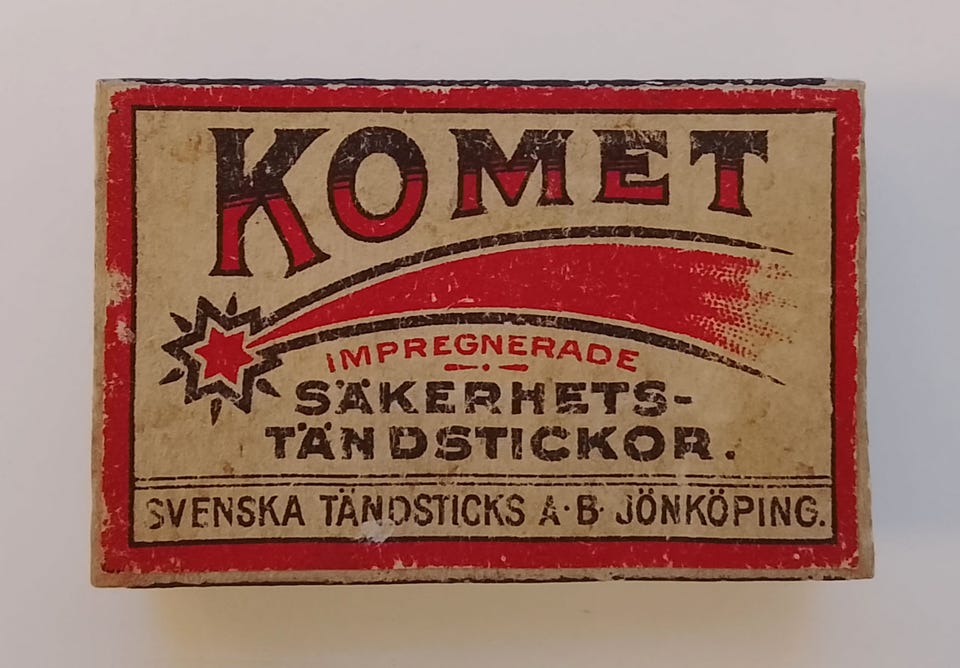 KOMET
IMPREGNERADE
SÄKERHETS-
TÄNDSTICKOR.
SVENSKA TÄNDSTICKS A·B· JÖNKÖPING.